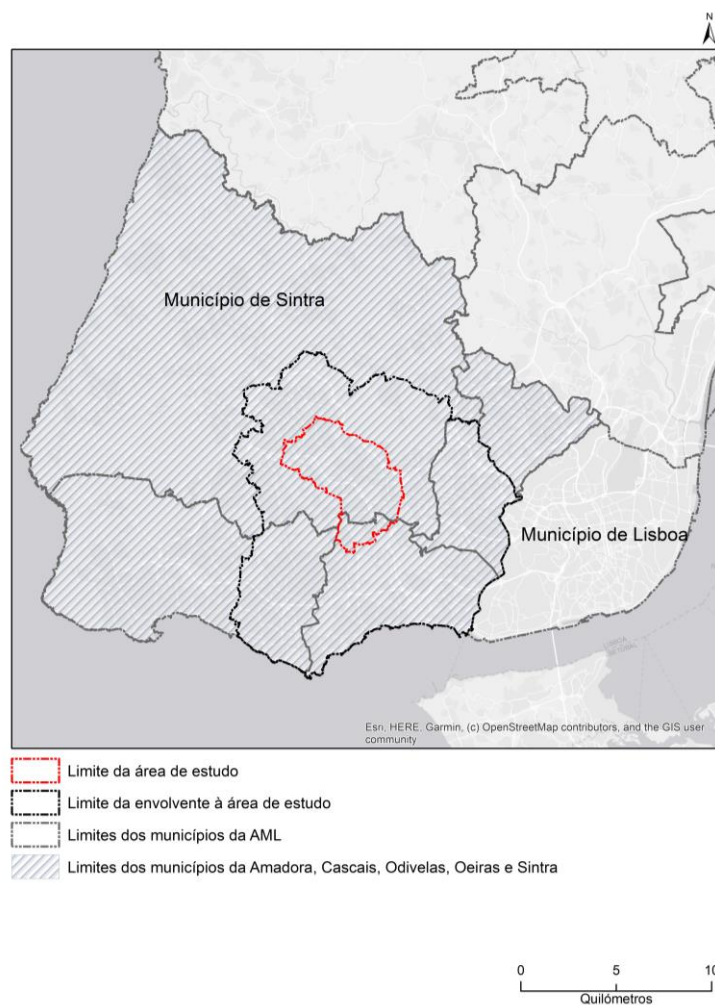 N
Município de Sintra
Município de Lisboa
Esri, HERE. Garmin, (c) OpenStreetMap contributors, and the GIS user
community
Limite da área de estudo
Limite da envolvente à área de estudo
Limites dos municípios da AML
Limites dos municípios da Amadora, Cascais, Odivelas, Oeiras e Sintra
0 5 10
Quilómetros